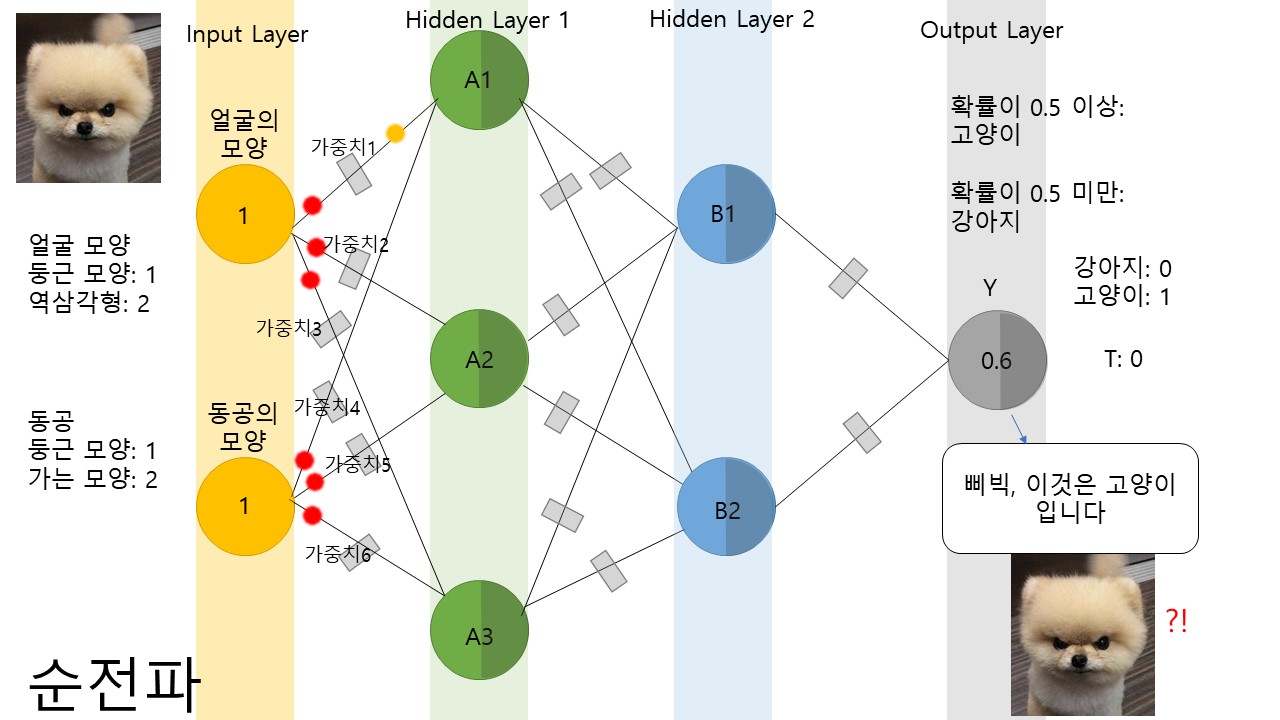 Input Layer
Hidden Layer 1
Hidden Layer 2
Output Layer
얼굴의
모양
1
얼굴 모양
둥근 모양: 1
역삼각형: 2
동공의
모양
1
동공
둥근 모양: 1
가는 모양: 2
가중치1
가중치2
가중치3
가중치4
가중치5
가중치6
A1
A2
A3
B1
B2
확률이 0.5 이상:
고양이
확률이 0.5 미만:
강아지
강아지: 0
고양이: 1
Y
0.6
T: 0
삐빅, 이것은 고양이
입니다
?!
순전파